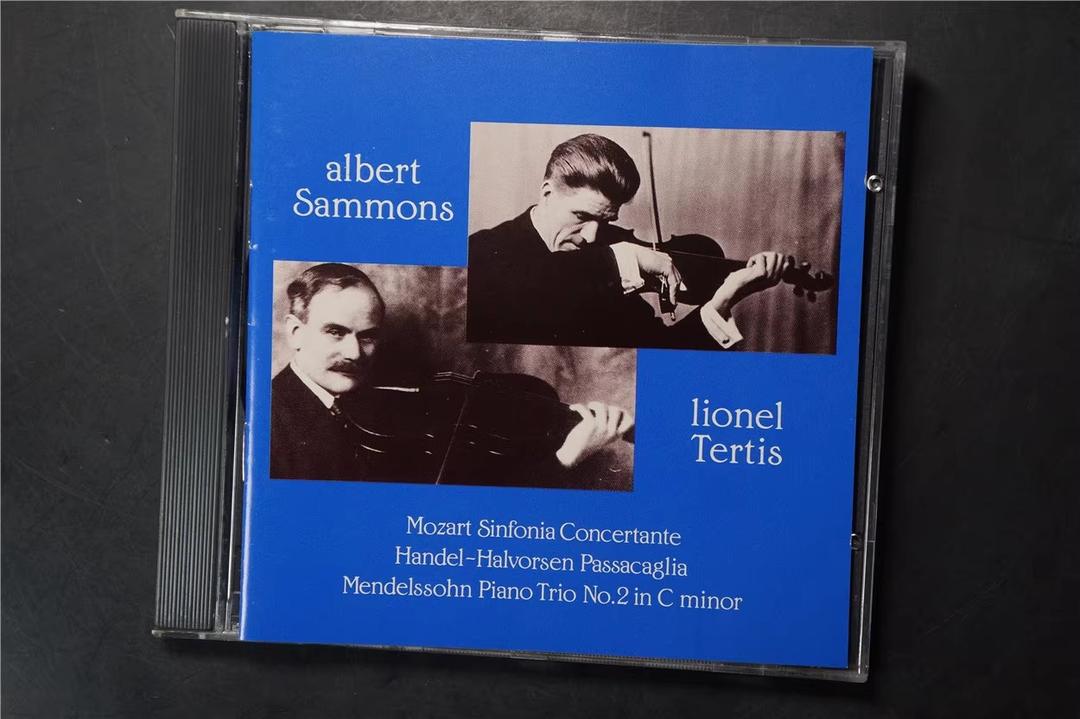 albert
Sammons
lionel
Tertis
Mozart Sinfonia Concertante
Handel-Halvorsen Passacaglia
Mendelssohn Piano Trio No.2 in C minor